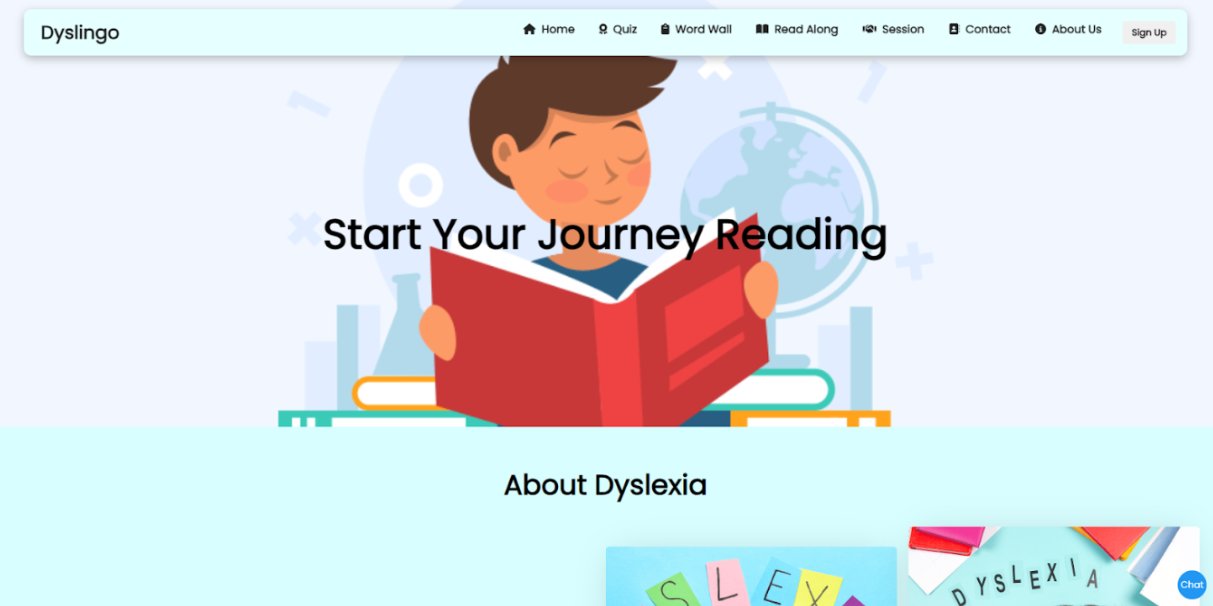 Dyslingo
Home Quiz Word Wall Read Along Session Contact About Us Sign Up
Start Your Journey Reading
About Dyslexia
S L E X
DYSLEXIA
Chat